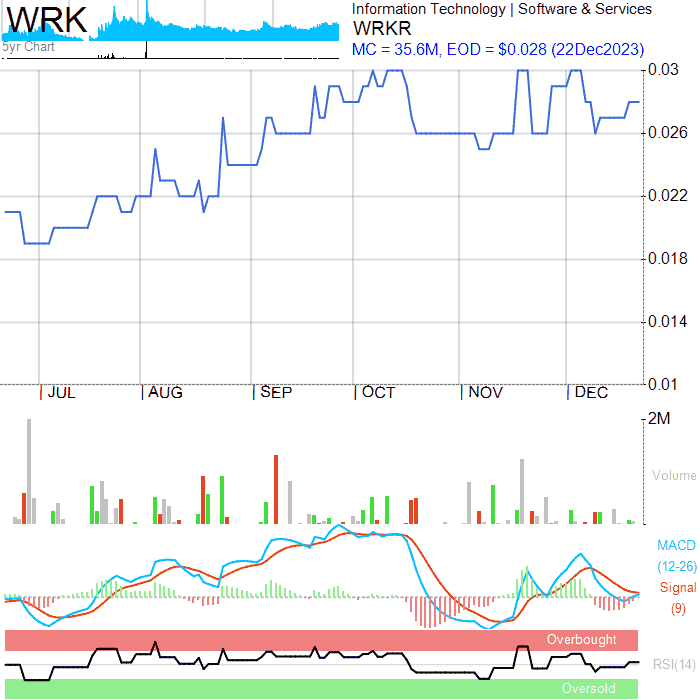 WRK
5yr Chart
Information Technology | Software & Services
WRKR
MC = 35.6M, EOD = $0.028 (22Dec2023)
0.03
0.026
0.022
0.018
0.014
0.01
JUL AUG SEP OCT NOV DEC
2M
Volume
MACD
(12-26)
Signal
(9)
Overbought
RSI(14)
Oversold